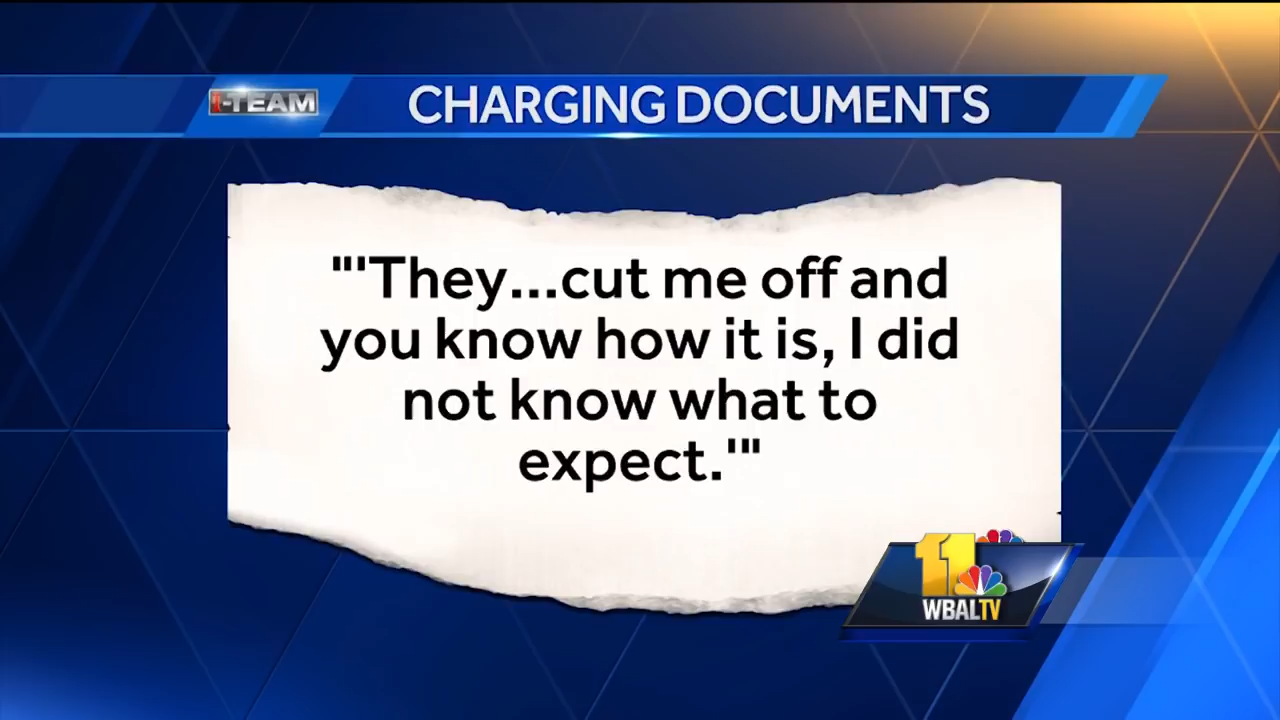 I-TEAM
CHARGING DOCUMENTS
"'They...cut me off and
you know how it is, I did
not know what to
expect.'"
11
WBALTV